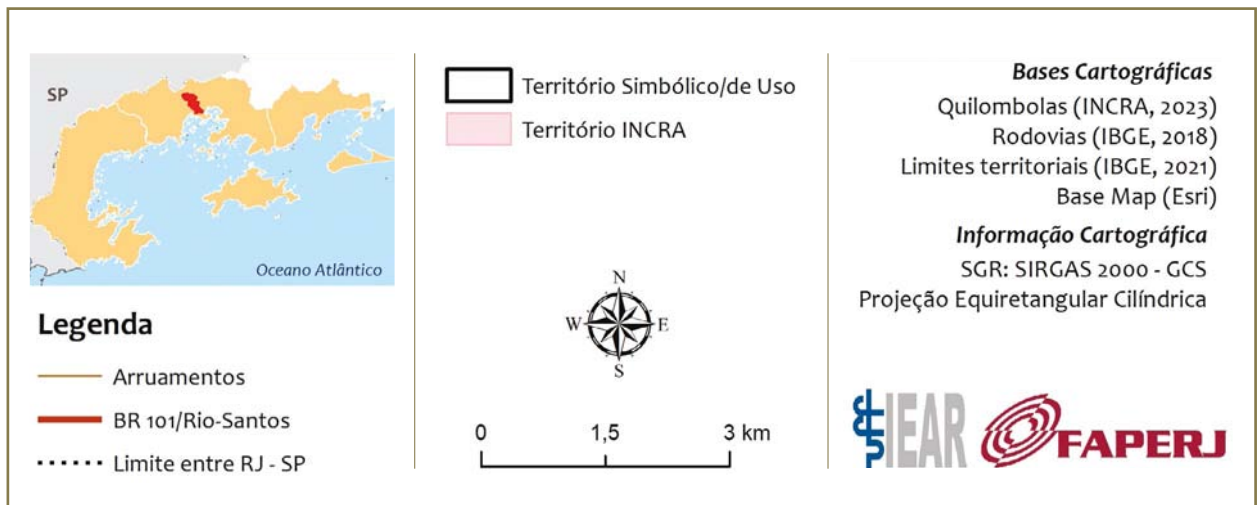 SP
Oceano Atlântico
Legenda
Arruamentos
BR 101/Rio-Santos
Limite entre RJ - SP
Território Simbólico/de Uso
Território INCRA
N
W E
S
0 1,5 3 km
Bases Cartográficas
Quilombolas (INCRA, 2023)
Rodovias (IBGE, 2018)
Limites territoriais (IBGE, 2021)
Base Map (Esri)
Informação Cartográfica
SGR: SIRGAS 2000 - GCS
Projeção Equiretangular Cilíndrica
uff IEAR
FAPERJ